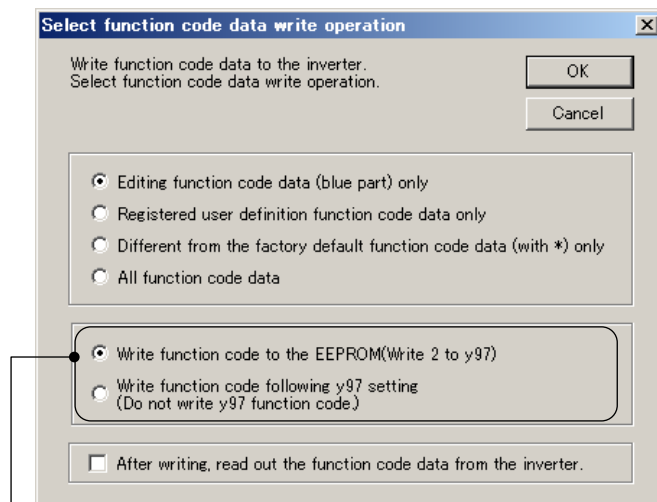 Select function code data write operation
Write function code data to the inverter.
Select function code data write operation.
OK
Cancel
Editing function code data (blue part) only
Registered user definition function code data only
Different from the factory default function code data (with *) only
All function code data
Write function code to the EEPROM(Write 2 to y97)
Write function code following y97 setting
(Do not write y97 function code.)
After writing, read out the function code data from the inverter.